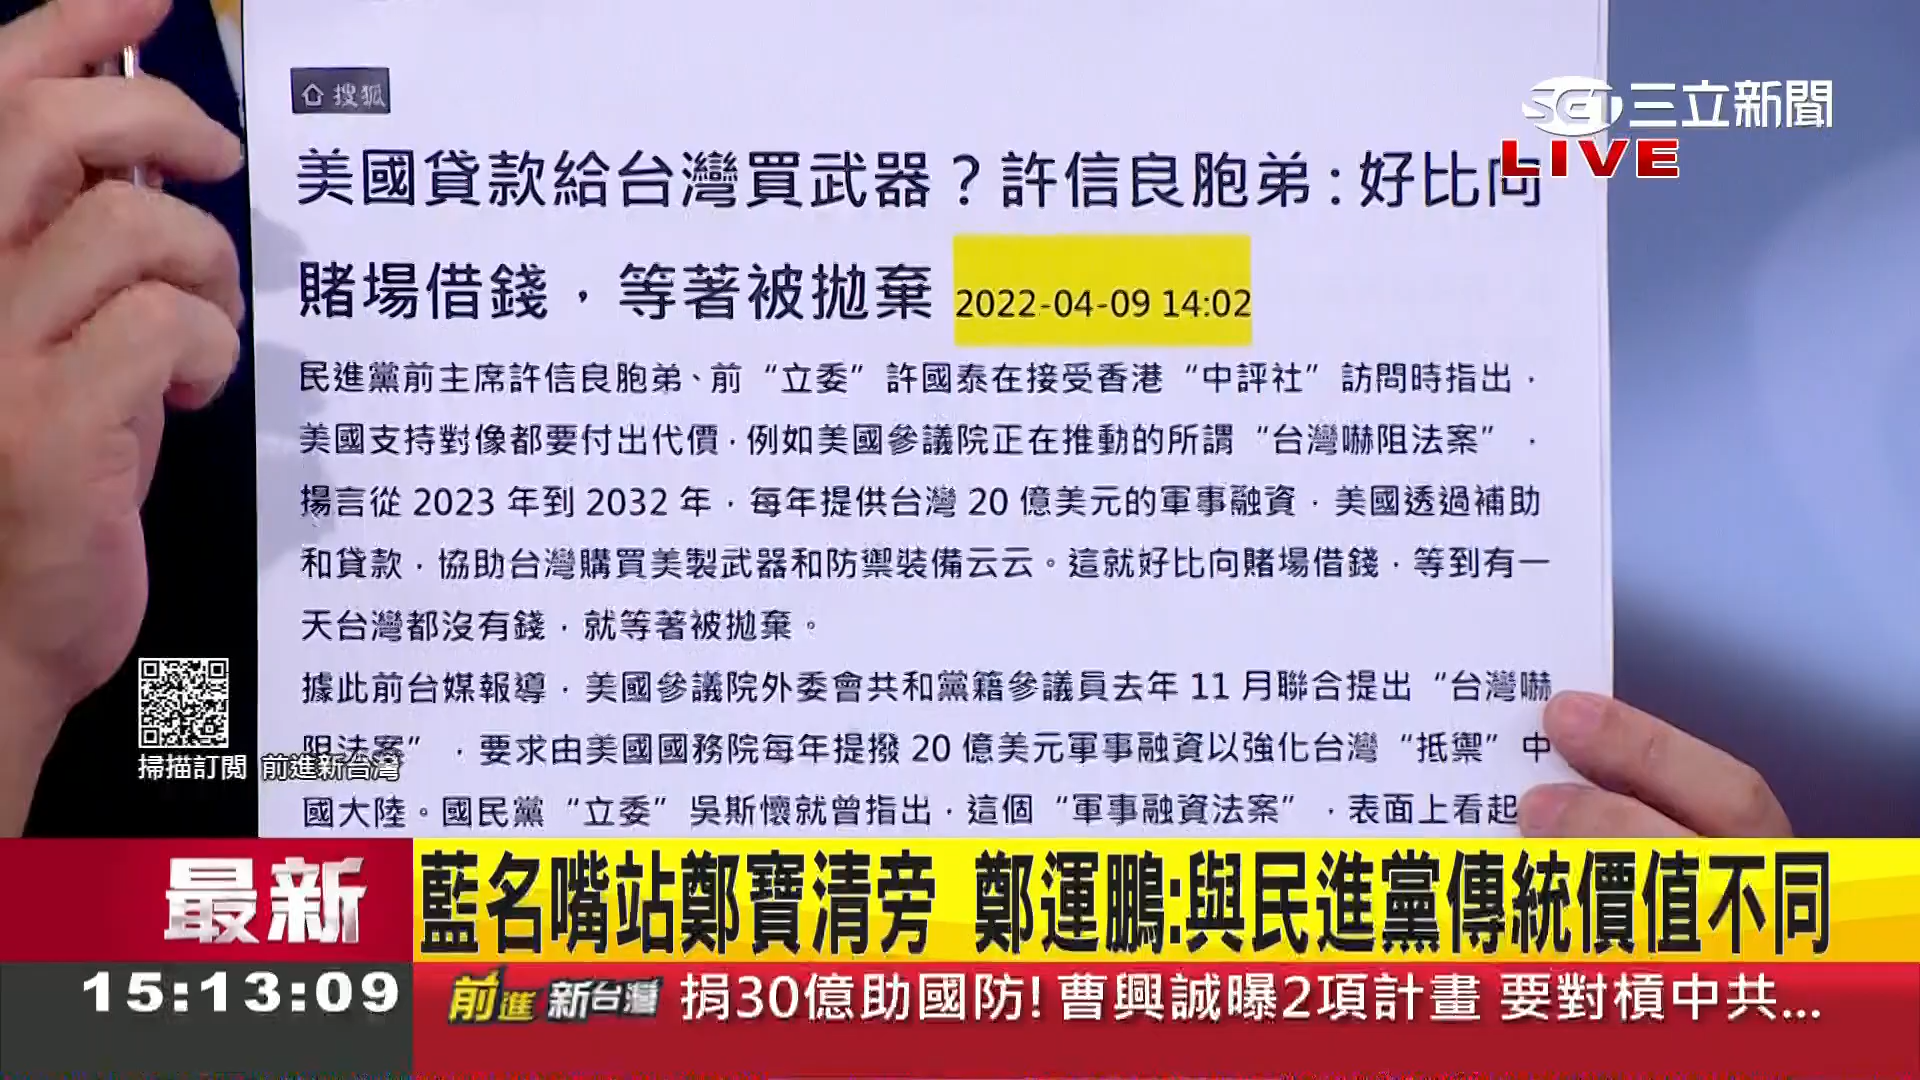 搜狐
SET三立新聞
LIVE
美國貸款給台灣買武器？許信良胞弟：好比向
賭場借錢，等著被拋棄 2022-04-09 14:02
民進黨前主席許信良胞弟、前“立委”許國泰在接受香港“中評社”訪問時指出，
美國支持對像都要付出代價，例如美國參議院正在推動的所謂“台灣嚇阻法案”，
揚言從 2023 年到 2032 年，每年提供台灣 20 億美元的軍事融資，美國透過補助
和貸款，協助台灣購買美製武器和防禦裝備云云。這就好比向賭場借錢，等到有一
天台灣都沒有錢，就等著被拋棄。
據此前台媒報導，美國參議院外委會共和黨籍參議員去年 11 月聯合提出“台灣嚇
阻法案”，要求由美國國務院每年提撥 20 億美元軍事融資以強化台灣“抵禦”中
國大陸。國民黨“立委”吳斯懷就曾指出，這個“軍事融資法案”，表面上看起
掃描訂閱 前進新台灣
最新
藍名嘴站鄭寶清旁 鄭運鵬:與民進黨傳統價值不同
15:13:09
前進新台灣 捐30億助國防!曹興誠曝2項計畫 要對槓中共...